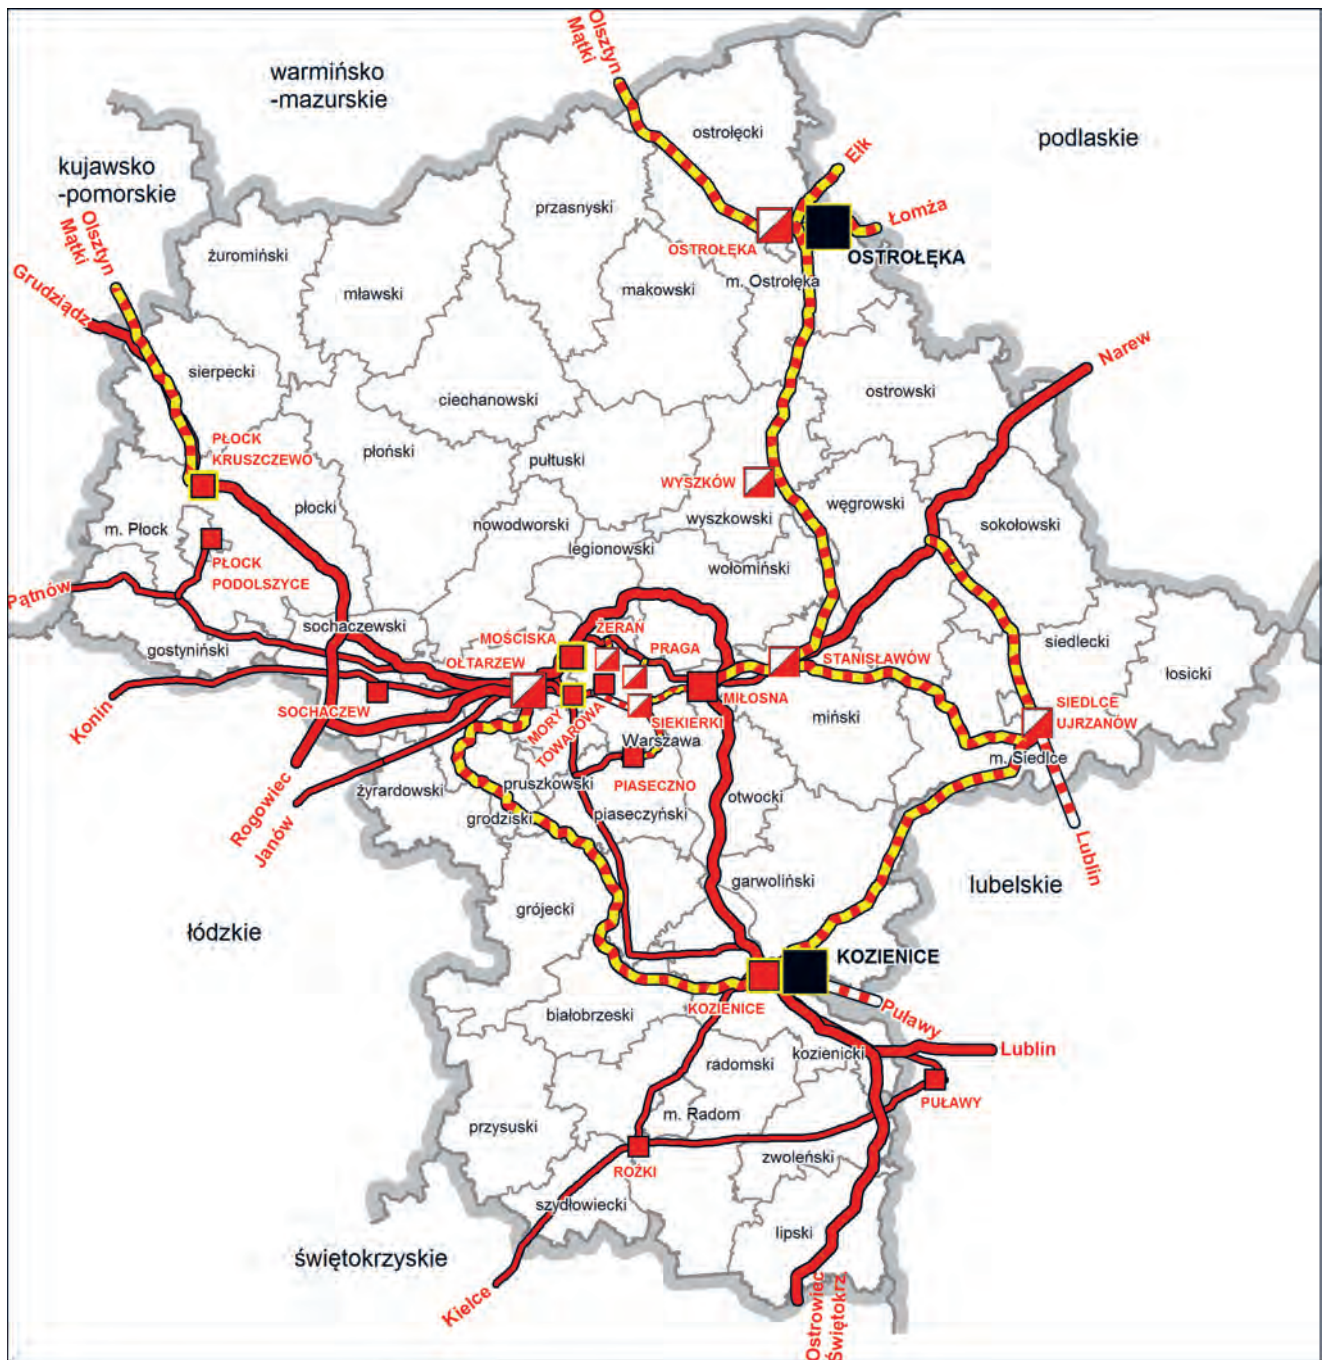 Olsztyn
Mątki
warmińsko
-mazurskie
ostrołęcki
podlaskie
Ełk
kujawsko
-pomorskie
Olsztyn
Mątki
przasnyski
Łomża
OSTROŁĘKA
OSTROŁĘKA
żuromiński
Grudziądz
mławski
makowski
m. Ostrołęka
Narew
sierpecki
ostrowski
ciechanowski
PŁOCK
KRUSZCZEWO
płoński
pułtuski
WYSZKÓW
węgrowski
płocki
m. Płock
nowodworski
wyszkowski
sokołowski
legionowski
PŁOCK
PODOLSZYCE
wołomiński
Pątnów
sochaczewski
gostyniński
MOŚCISKA
ŻERAŃ
PRAGA
OŁTARZEW
STANISŁAWÓW
siedlecki
łosicki
Konin
SOCHACZEW
MORY
TOWAROWA
SIEKIERKI
MIŁOSNA
miński
SIEDLCE
UJRZANÓW
Warszawa
m. Siedlce
Rogowiec
Janów
żyrardowski
pruszkowski
PIASECZNO
grodziski
piaseczyński
otwocki
Lublin
łódzkie
grójecki
garwoliński
lubelskie
KOZIENICE
KOZIENICE
Puławy
białobrzeski
kozienicki
Lublin
radomski
PUŁAWY
m. Radom
przysuski
ROŻKI
zwoleński
szydłowiecki
lipski
świętokrzyskie
Kielce
Ostrowiec
Świętokrz.